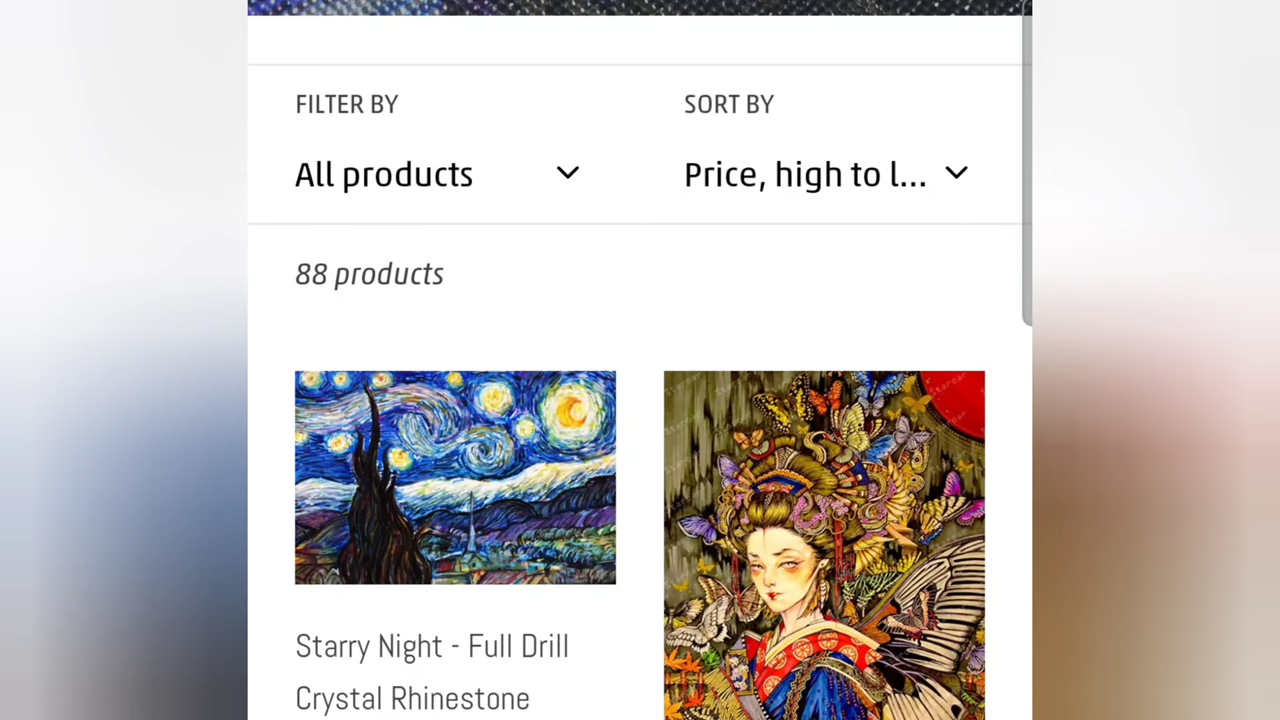 FILTER BY
SORT BY
All products
Price, high to l...
88 products
Starry Night - Full Drill
Crystal Rhinestone